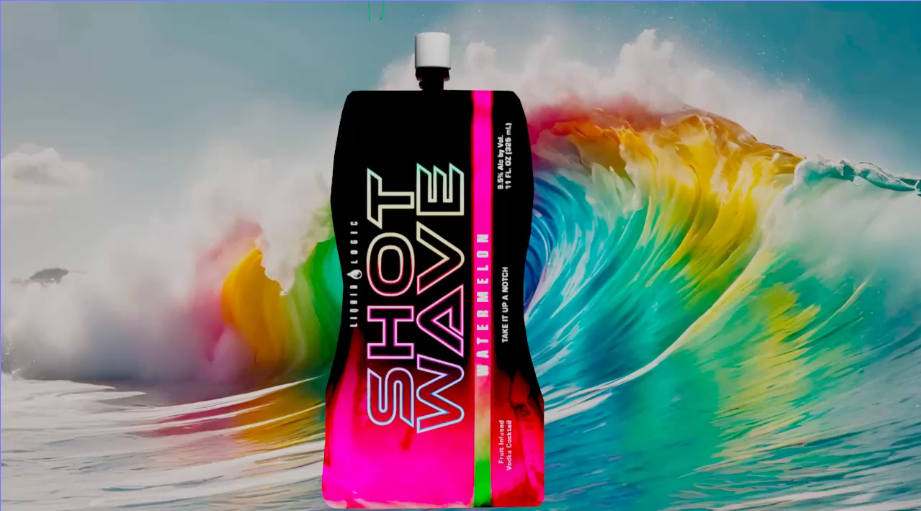 LIQUID LOGIC
SHOT
WAVE
WATERMELON
9.5% Alc by Vol.
11 FL. OZ (325 mL)
TAKE IT UP A NOTCH
Fruit Infused
Vodka Cocktail